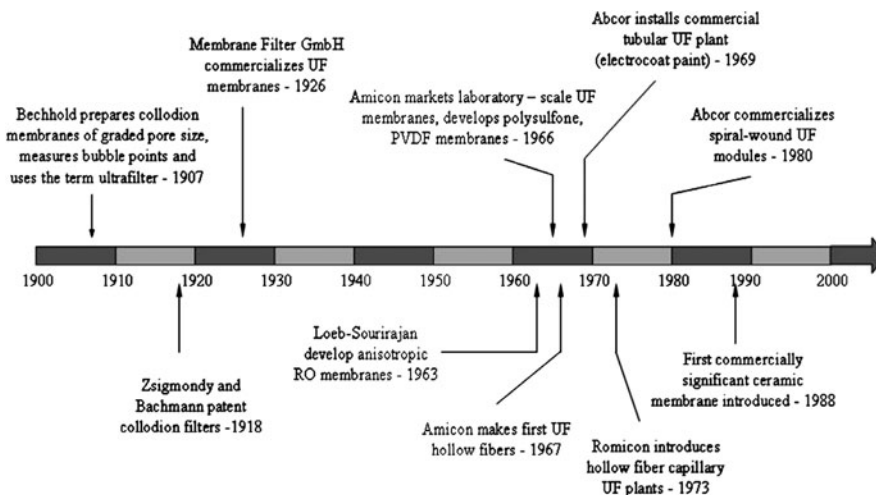 Membrane Filter GmbH
commercializes UF
membranes - 1926
Bechhold prepares collodion
membranes of graded pore size,
measures bubble points and
uses the term ultrafilter - 1907
Abcor installs commercial
tubular UF plant
(electrocoat paint) - 1969
Amicon markets laboratory – scale UF
membranes, develops polysulfone,
PVDF membranes - 1966
Abcor commercializes
spiral-wound UF
modules - 1980
1900 1910 1920 1930 1940 1950 1960 1970 1980 1990 2000
Zsigmondy and
Bachmann patent
collodion filters -1918
Loeb-Sourirajan
develop anisotropic
RO membranes - 1963
Amicon makes first UF
hollow fibers - 1967
Romicon introduces
hollow fiber capillary
UF plants - 1973
First commercially
significant ceramic
membrane introduced - 1988